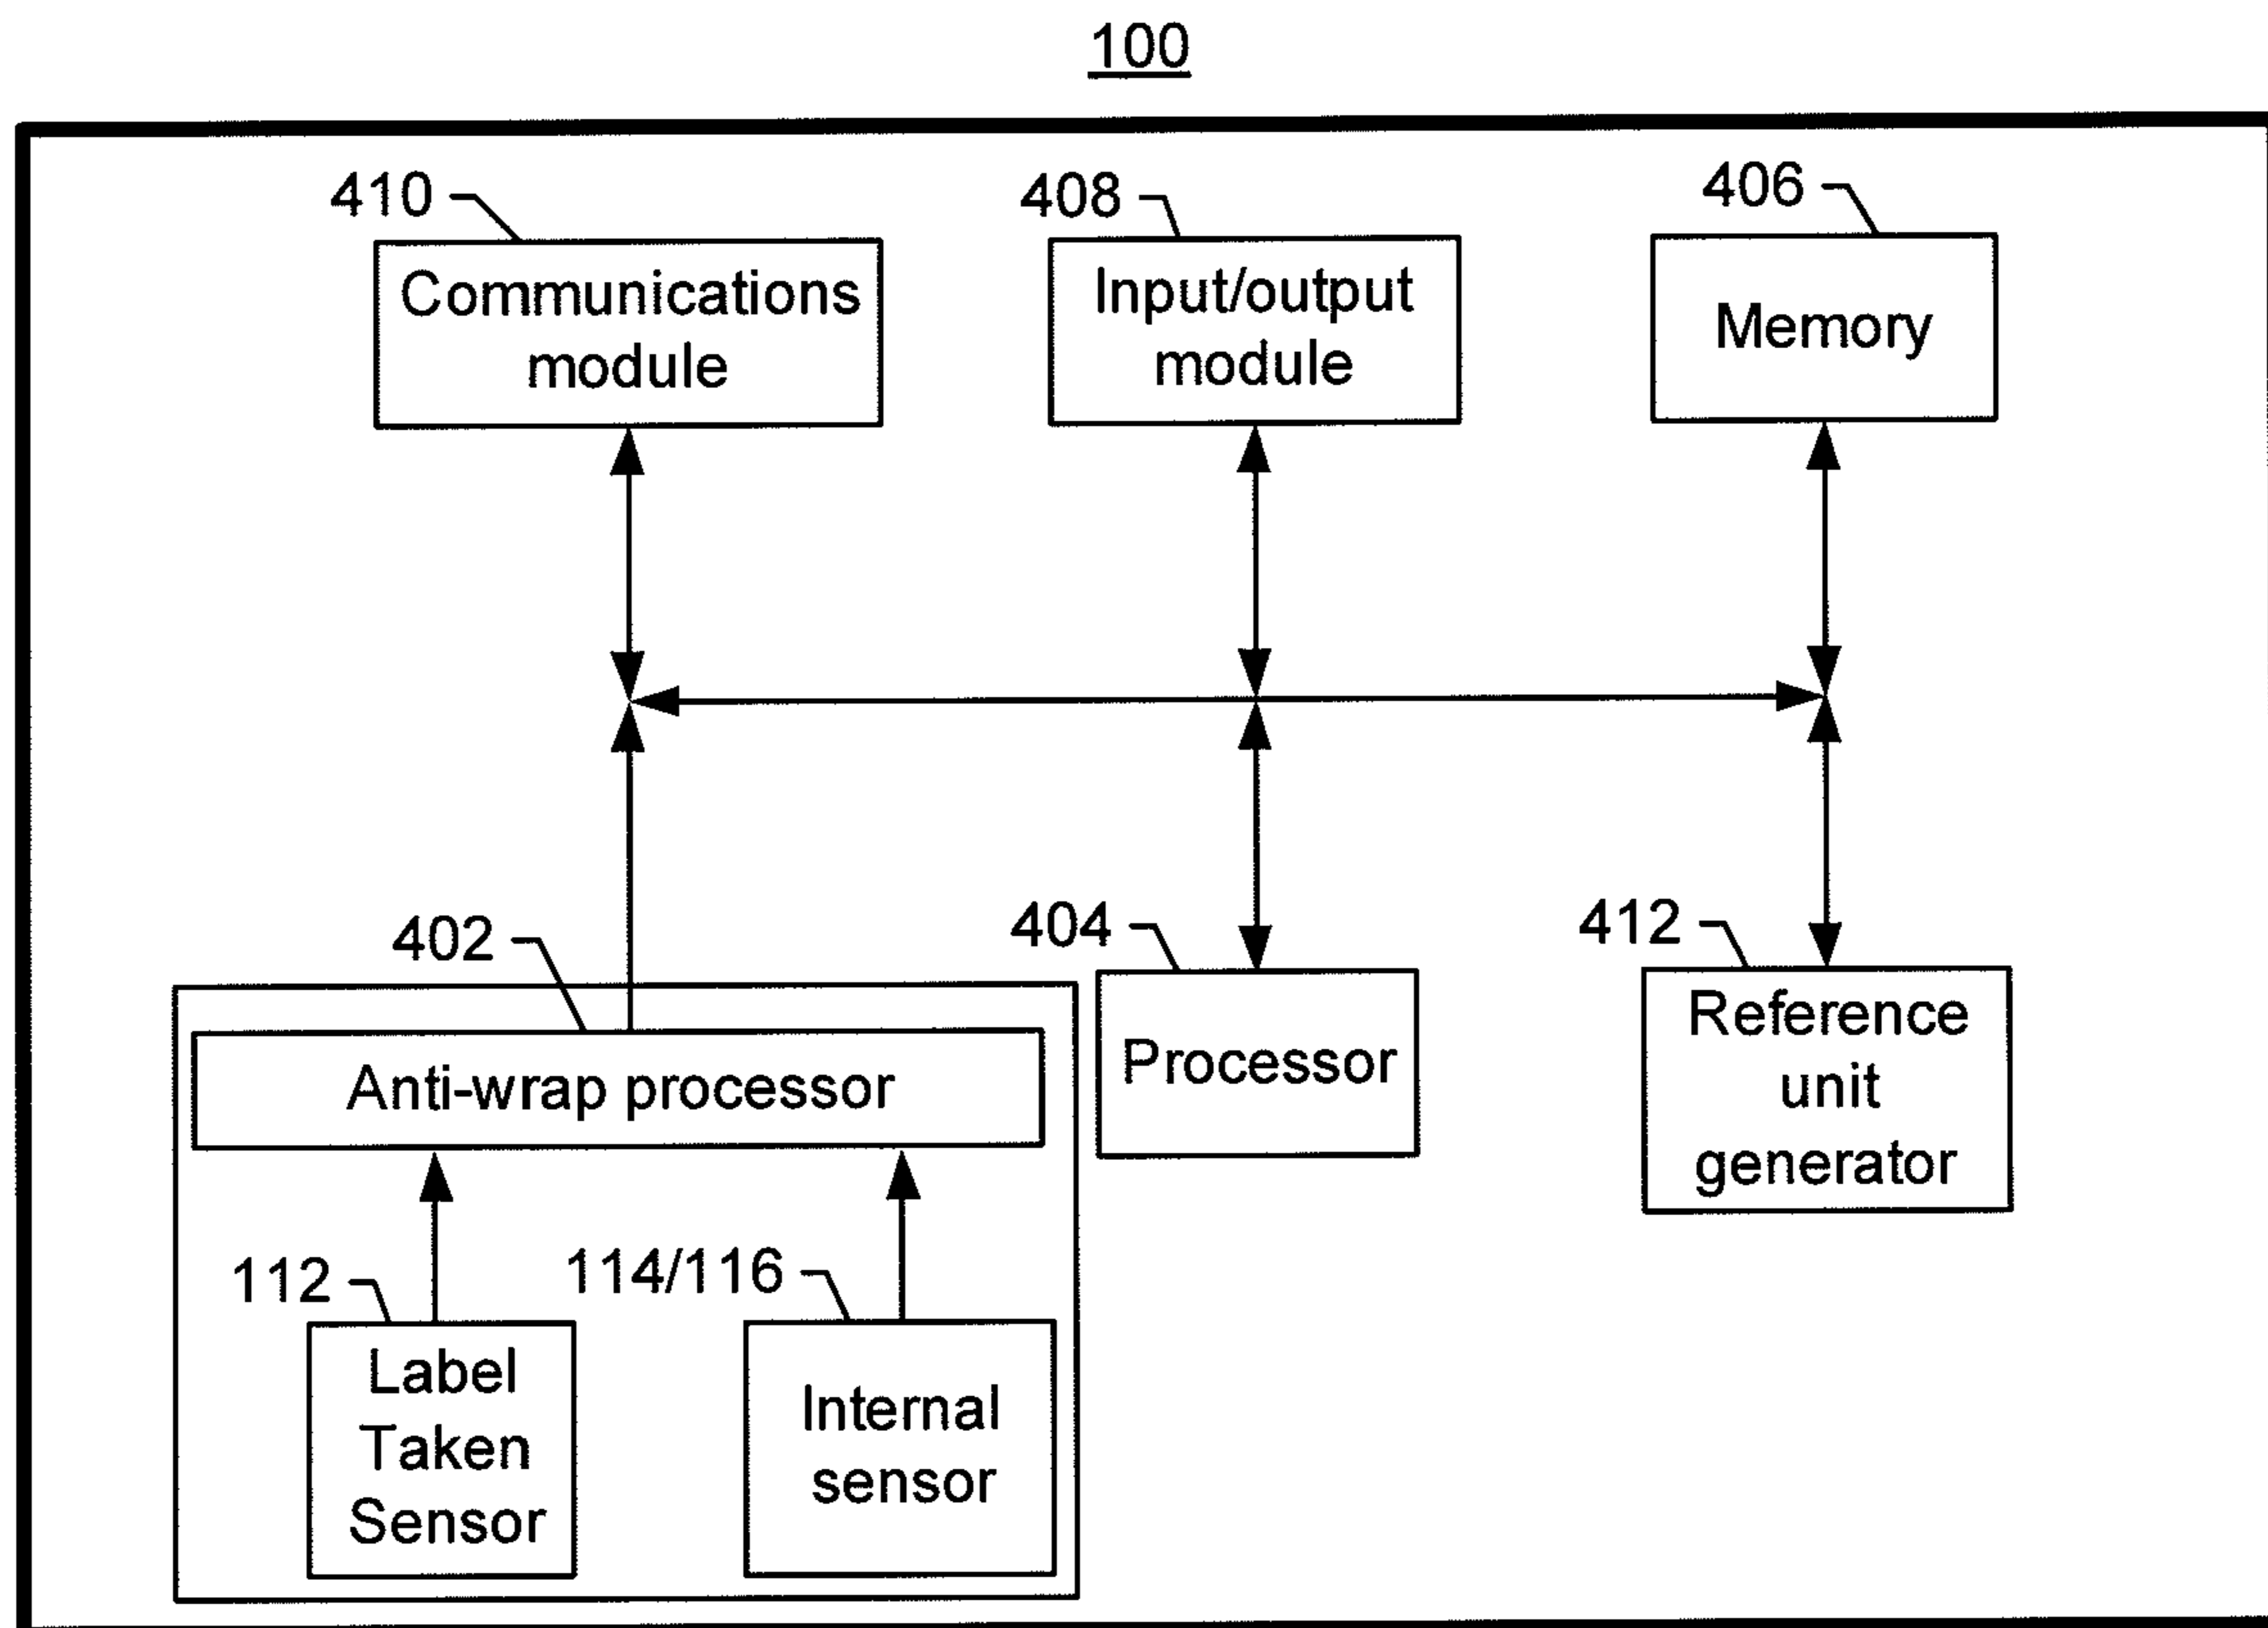 100
410
408
406
Communications
module
Input/output
module
Memory
402
404
412
Anti-wrap processor
Processor
Reference
unit
generator
112
114/116
Label
Taken
Sensor
Internal
sensor